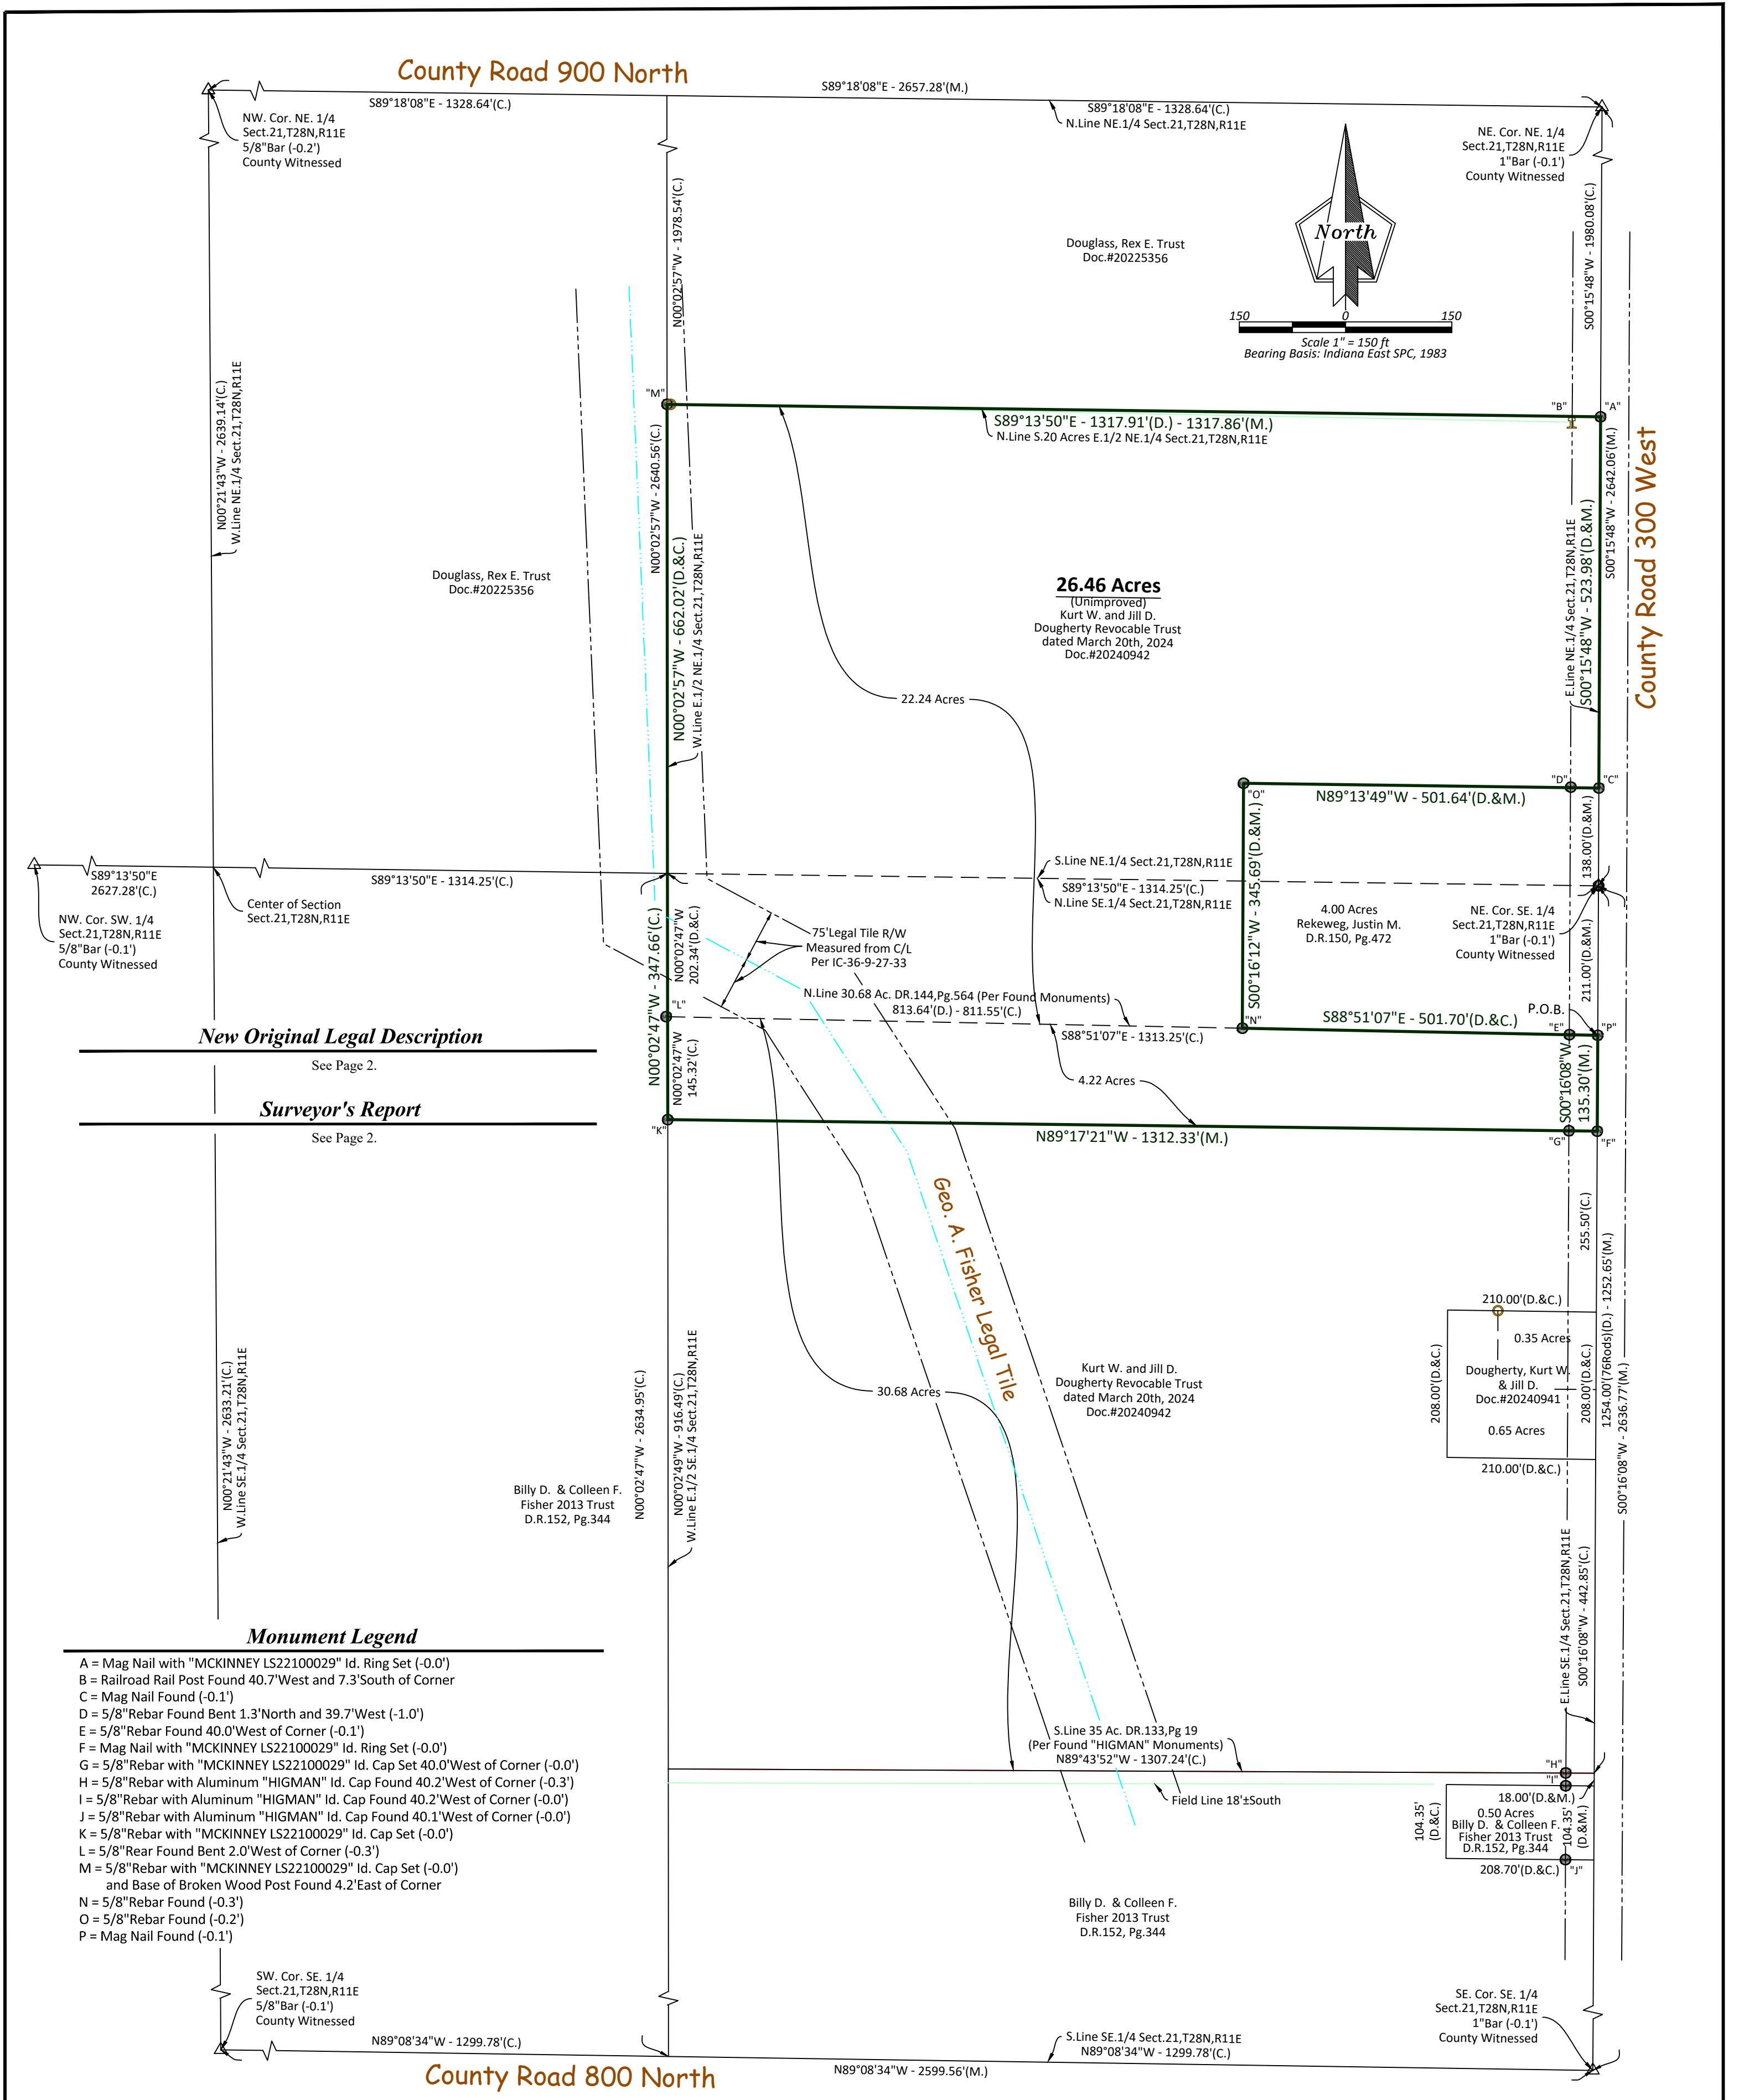 County Road 900 North
S89°18'08"E - 2657.28'(M.)
S89°18'08"E - 1328.64'(C.)
S89°18'08"E - 1328.64'(C.)
N.Line NE.1/4 Sect.21,T28N,R11E
NW. Cor. NE. 1/4
Sect.21,T28N,R11E
5/8"Bar (-0.2')
County Witnessed
NE. Cor. NE. 1/4
Sect.21,T28N,R11E
1"Bar (-0.1')
County Witnessed
N00°02'57"W - 1978.54'(C.)
S00°15'48"W - 1980.08'(C.)
Douglass, Rex E. Trust
Doc.#20225356
North
150 0 150
Scale 1" = 150 ft
Bearing Basis: Indiana East SPC, 1983
N00°21'43"W - 2639.14'(C.)
W.Line NE.1/4 Sect.21,T28N,R11E
"M"
"B"
"A"
S89°13'50"E - 1317.91'(D.) - 1317.86'(M.)
N.Line S.20 Acres E.1/2 NE.1/4 Sect.21,T28N,R11E
N00°02'57"W - 2640.56'(C.)
N00°02'57"W - 662.02'(D.&C.)
W.Line E.1/2 NE.1/4 Sect.21,T28N,R11E
E.Line NE.1/4 Sect.21,T28N,R11E
S00°15'48"W - 523.98'(D.&M.)
S00°15'48"W - 2642.06'(M.)
County Road 300 West
Douglass, Rex E. Trust
Doc.#20225356
26.46 Acres
(Unimproved)
Kurt W. and Jill D.
Dougherty Revocable Trust
dated March 20th, 2024
Doc.#20240942
22.24 Acres
"O"
"D"
"C"
N89°13'49"W - 501.64'(D.&M.)
S00°16'12"W - 345.69'(D.&M.)
138.00'(D.&M.)
S.Line NE.1/4 Sect.21,T28N,R11E
S89°13'50"E - 1314.25'(C.)
N.Line SE.1/4 Sect.21,T28N,R11E
S89°13'50"E
2627.28'(C.)
S89°13'50"E - 1314.25'(C.)
Center of Section
Sect.21,T28N,R11E
NW. Cor. SW. 1/4
Sect.21,T28N,R11E
5/8"Bar (-0.1')
County Witnessed
4.00 Acres
Rekeweg, Justin M.
D.R.150, Pg.472
NE. Cor. SE. 1/4
Sect.21,T28N,R11E
1"Bar (-0.1')
County Witnessed
211.00'(D.&M.)
N00°02'47"W - 347.66'(C.)
N00°02'47"W
202.34'(D.&C.)
75'Legal Tile R/W
Measured from C/L
Per IC-36-9-27-33
"L"
N.Line 30.68 Ac. DR.144,Pg.564 (Per Found Monuments)
813.64'(D.) - 811.55'(C.)
S88°51'07"E - 1313.25'(C.)
"N"
P.O.B.
S88°51'07"E - 501.70'(D.&C.)
"E"
"P"
New Original Legal Description
See Page 2.
Surveyor's Report
See Page 2.
N00°02'47"W
145.32'(C.)
4.22 Acres
S00°16'08"W
135.30'(M.)
"K"
N89°17'21"W - 1312.33'(M.)
"G"
"F"
Geo. A. Fisher Legal Tile
255.50'(C.)
1254.00'(76Rods)(D.) - 1252.65'(M.)
S00°16'08"W - 2636.77'(M.)
210.00'(D.&C.)
0.35 Acres
Dougherty, Kurt W.
& Jill D.
Doc.#20240941
0.65 Acres
208.00'(D.&C.)
208.00'(D.&C.)
210.00'(D.&C.)
N00°21'43"W - 2633.21'(C.)
W.Line SE.1/4 Sect.21,T28N,R11E
N00°02'47"W - 2634.95'(C.)
N00°02'49"W - 916.49'(C.)
W.Line E.1/2 SE.1/4 Sect.21,T28N,R11E
Kurt W. and Jill D.
Dougherty Revocable Trust
dated March 20th, 2024
Doc.#20240942
30.68 Acres
Billy D. & Colleen F.
Fisher 2013 Trust
D.R.152, Pg.344
E.Line SE.1/4 Sect.21,T28N,R11E
S00°16'08"W - 442.85'(C.)
Monument Legend
A = Mag Nail with "MCKINNEY LS22100029" Id. Ring Set (-0.0')
B = Railroad Rail Post Found 40.7'West and 7.3'South of Corner
C = Mag Nail Found (-0.1')
D = 5/8"Rebar Found Bent 1.3'North and 39.7'West (-1.0')
E = 5/8"Rebar Found 40.0'West of Corner (-0.1')
F = Mag Nail with "MCKINNEY LS22100029" Id. Ring Set (-0.0')
G = 5/8"Rebar with "MCKINNEY LS22100029" Id. Cap Set 40.0'West of Corner (-0.0')
H = 5/8"Rebar with Aluminum "HIGMAN" Id. Cap Found 40.2'West of Corner (-0.3')
I = 5/8"Rebar with Aluminum "HIGMAN" Id. Cap Found 40.2'West of Corner (-0.0')
J = 5/8"Rebar with Aluminum "HIGMAN" Id. Cap Found 40.1'West of Corner (-0.0')
K = 5/8"Rebar with "MCKINNEY LS22100029" Id. Cap Set (-0.0')
L = 5/8"Rear Found Bent 2.0'West of Corner (-0.3')
M = 5/8"Rebar with "MCKINNEY LS22100029" Id. Cap Set (-0.0')
and Base of Broken Wood Post Found 4.2'East of Corner
N = 5/8"Rebar Found (-0.3')
O = 5/8"Rebar Found (-0.2')
P = Mag Nail Found (-0.1')
S.Line 35 Ac. DR.133,Pg 19
(Per Found "HIGMAN" Monuments)
N89°43'52"W - 1307.24'(C.)
Field Line 18'±South
"H"
"I"
18.00'(D.&M.)
0.50 Acres
Billy D. & Colleen F.
Fisher 2013 Trust
D.R.152, Pg.344
104.35'
(D.&C.)
104.35'
(D.&M.)
208.70'(D.&C.)
"J"
Billy D. & Colleen F.
Fisher 2013 Trust
D.R.152, Pg.344
SW. Cor. SE. 1/4
Sect.21,T28N,R11E
5/8"Bar (-0.1')
County Witnessed
SE. Cor. SE. 1/4
Sect.21,T28N,R11E
1"Bar (-0.1')
County Witnessed
N89°08'34"W - 1299.78'(C.)
S.Line SE.1/4 Sect.21,T28N,R11E
N89°08'34"W - 1299.78'(C.)
N89°08'34"W - 2599.56'(M.)
County Road 800 North